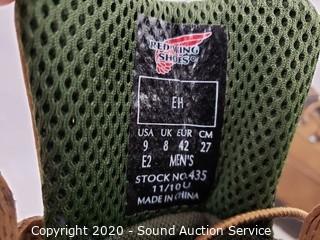 RED WING
SHOES®
EH
USA UK EUR CM
9 8 42 27
E2 MEN'S
STOCK NO.435
11/10 U
MADE IN CHINA
Copyright 2020 - Sound Auction Service